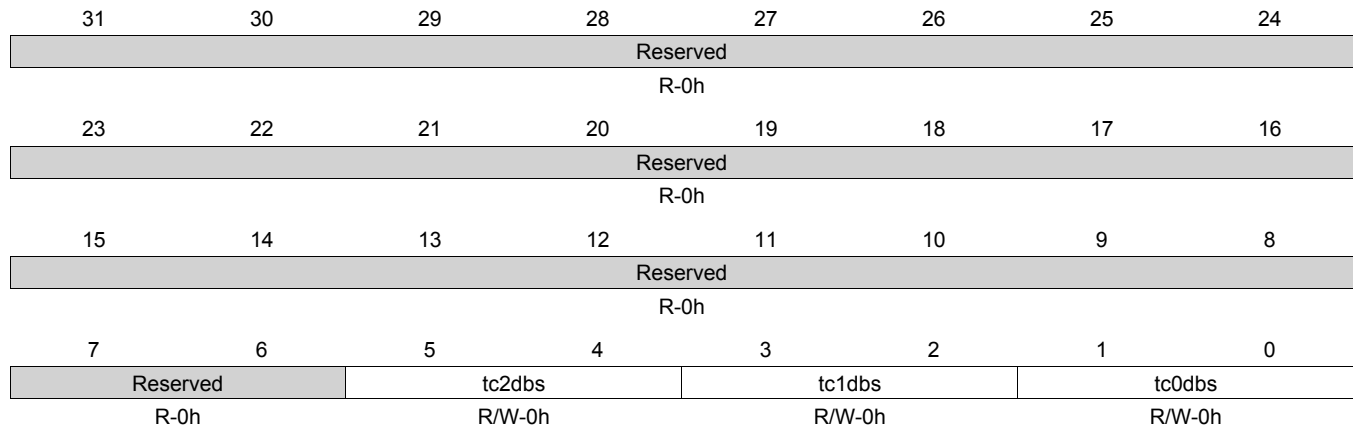 31 30 29 28 27 26 25 24
Reserved
R-0h
23 22 21 20 19 18 17 16
Reserved
R-0h
15 14 13 12 11 10 9 8
Reserved
R-0h
7 6 5 4 3 2 1 0
Reserved tc2dbs tc1dbs tc0dbs
R-0h R/W-0h R/W-0h R/W-0h